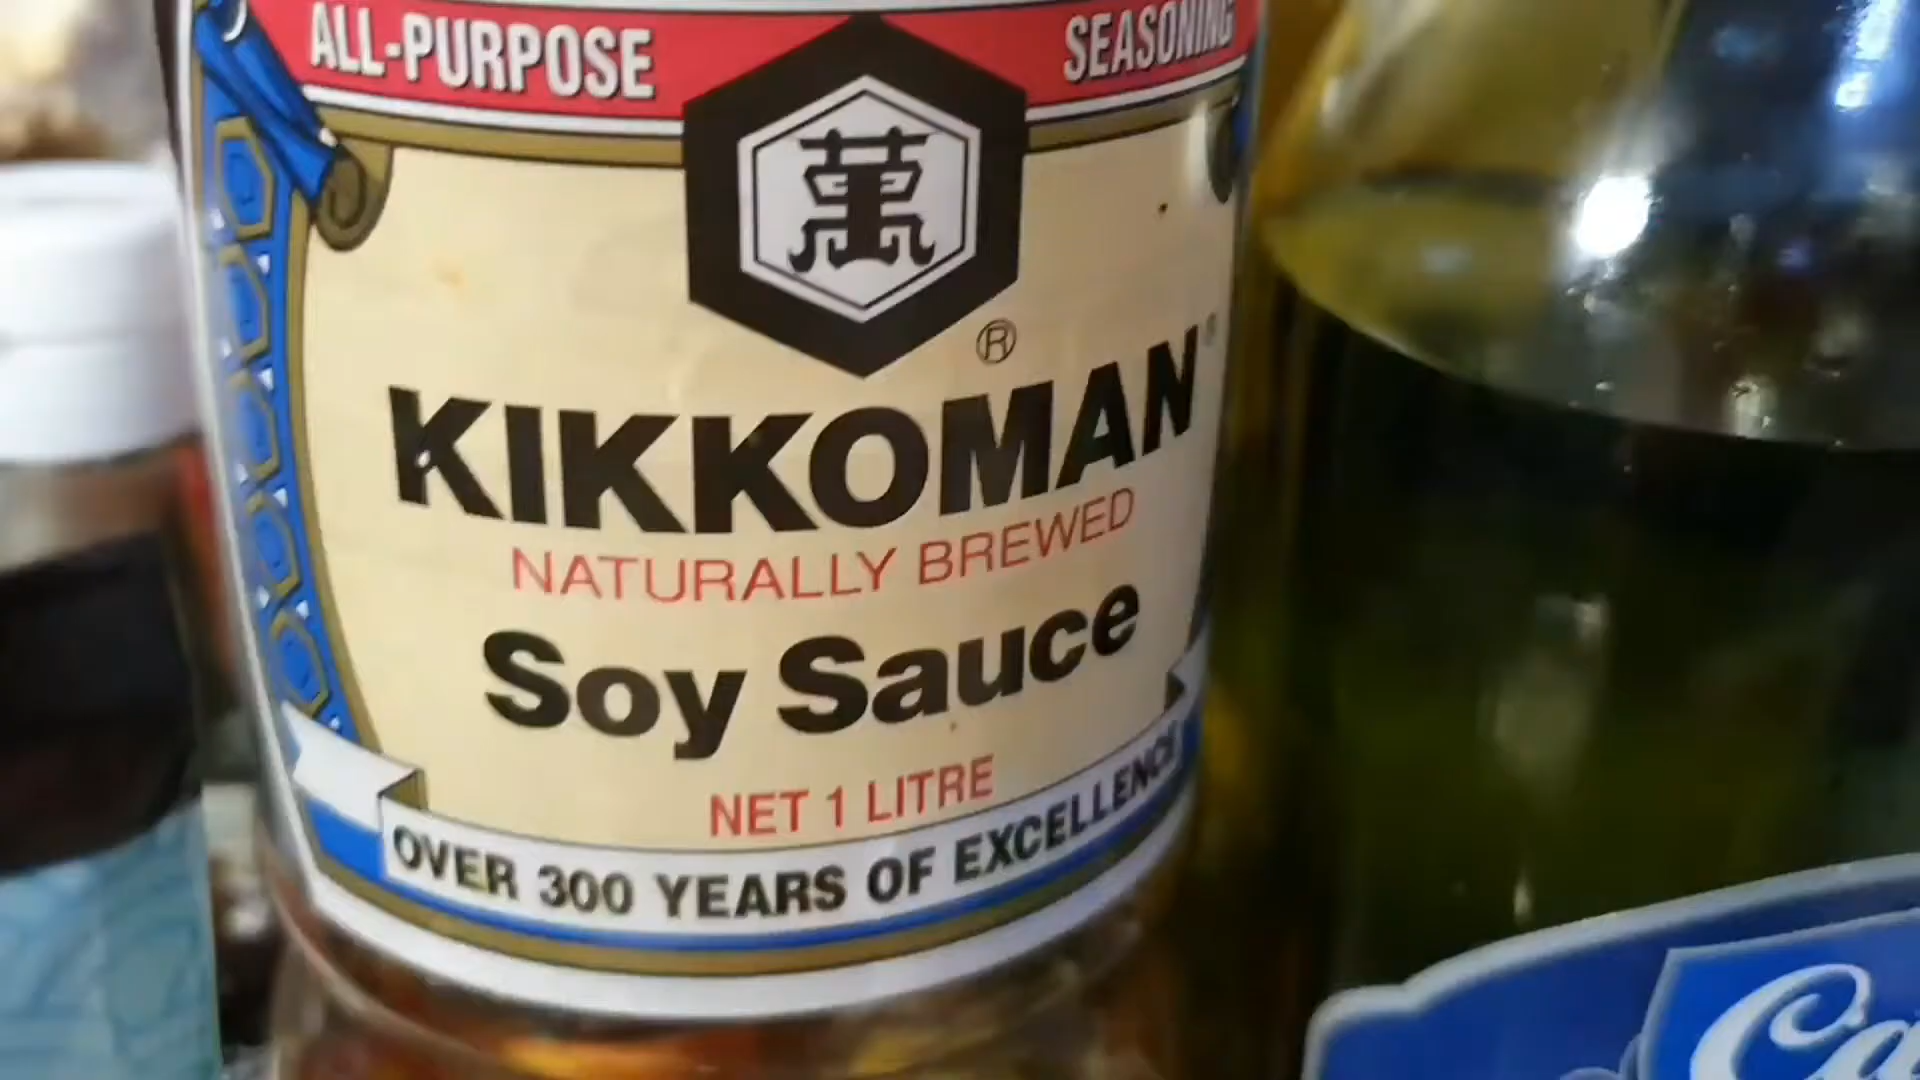 ALL-PURPOSE SEASONING
萬
®
KIKKOMAN
NATURALLY BREWED
Soy Sauce
NET 1 LITRE
OVER 300 YEARS OF EXCELLENCE